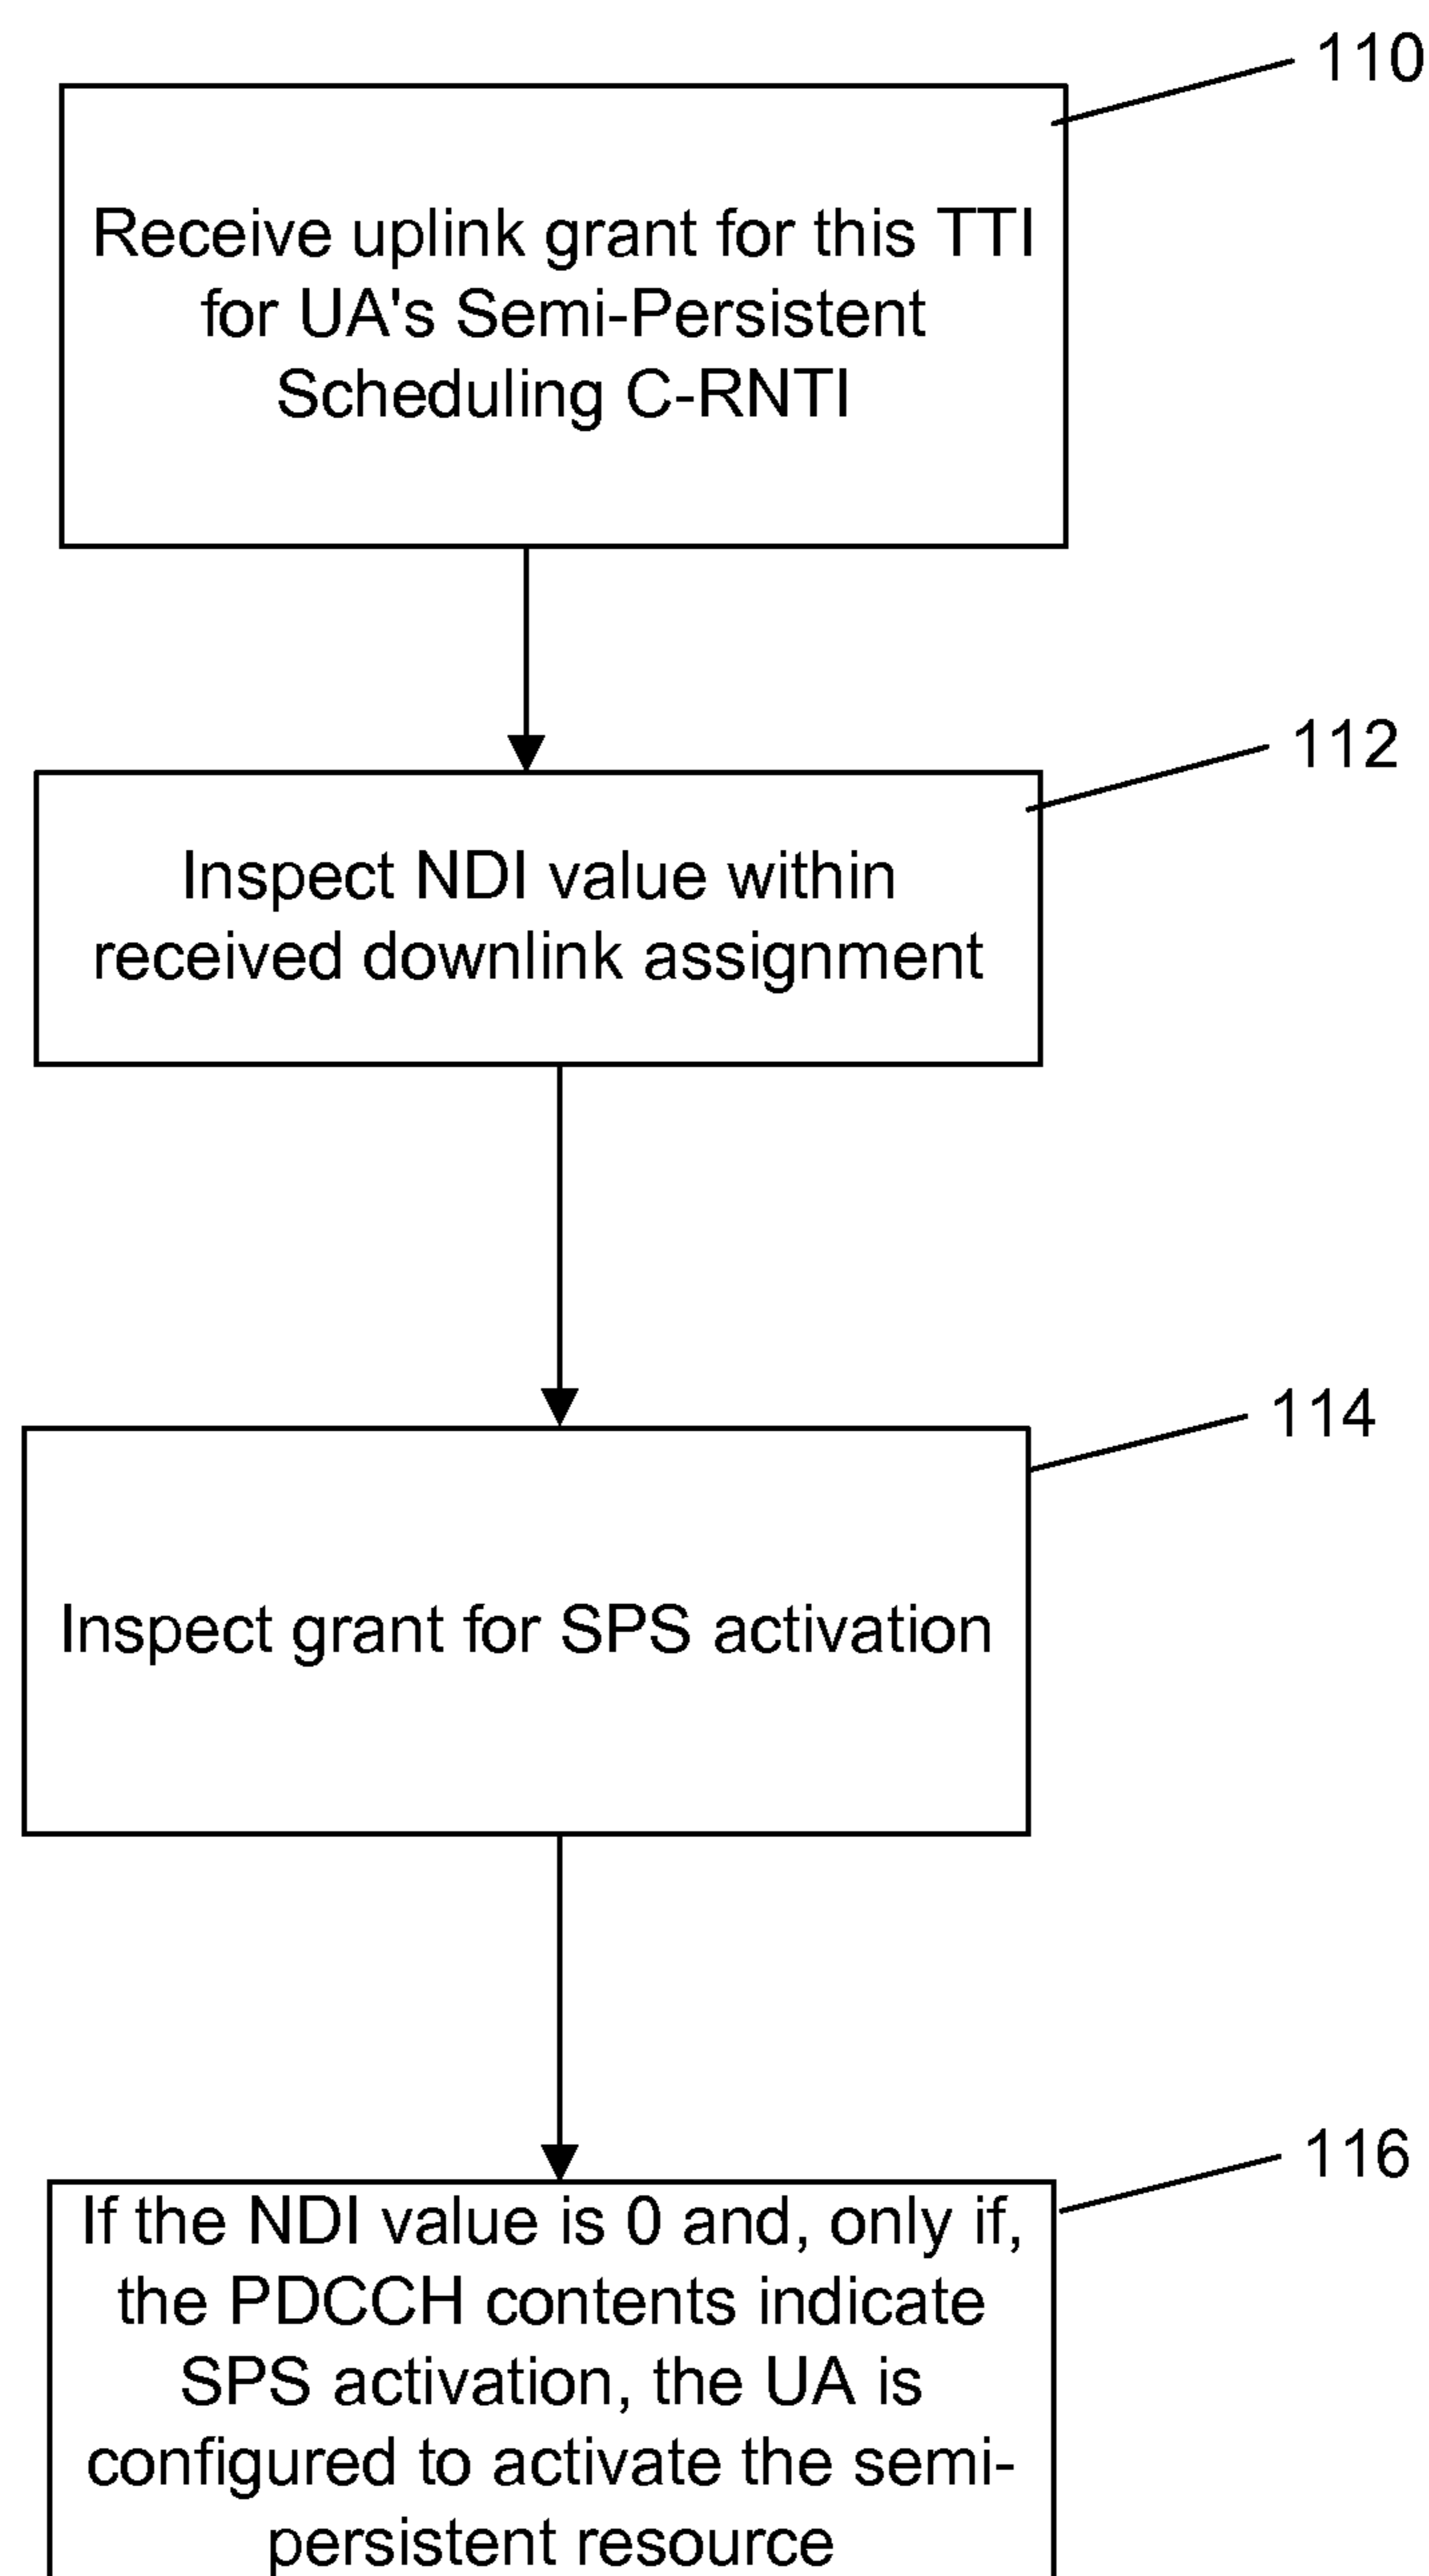 110
Receive uplink grant for this TTI
for UA's Semi-Persistent
Scheduling C-RNTI
112
Inspect NDI value within
received downlink assignment
114
Inspect grant for SPS activation
116
If the NDI value is 0 and, only if,
the PDCCH contents indicate
SPS activation, the UA is
configured to activate the semi-
persistent resource